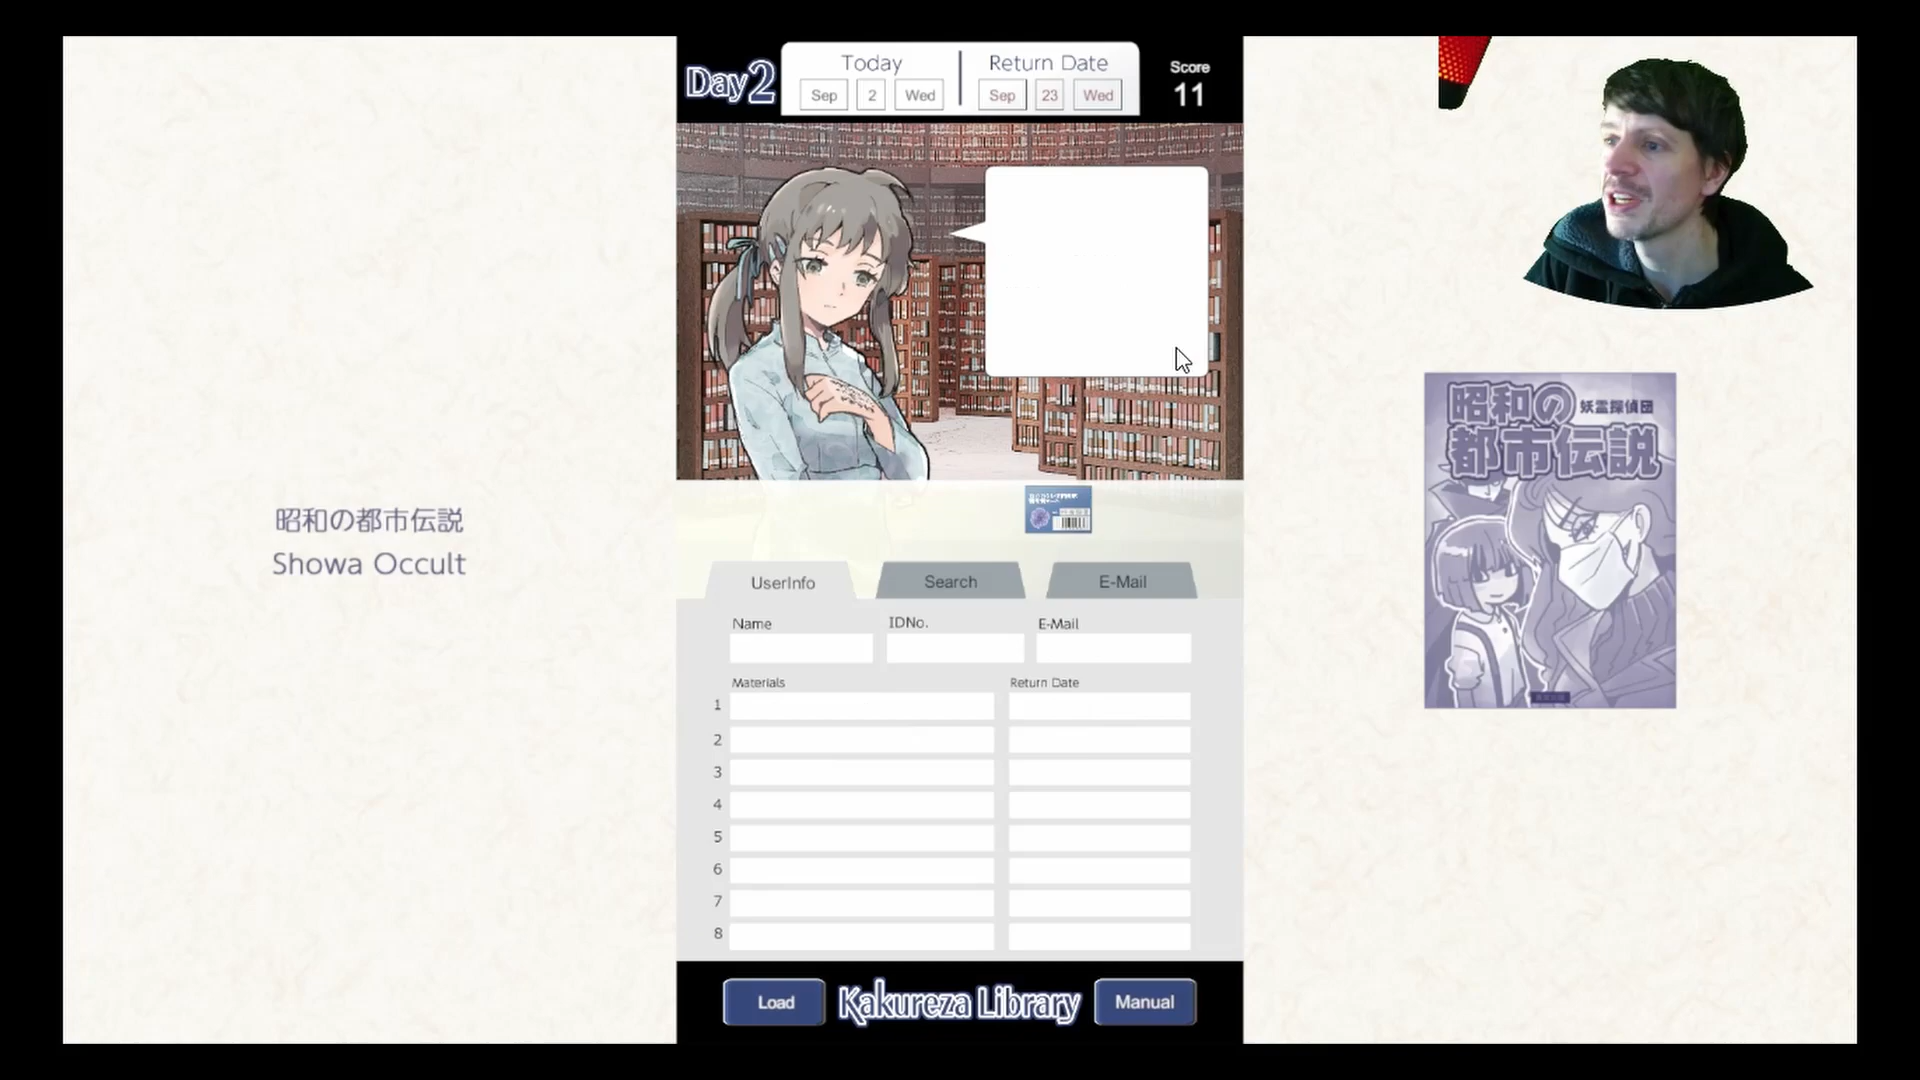 Day2
Today
Sep 2 Wed
Return Date
Sep 23 Wed
Score
11
昭和の都市伝説
Showa Occult
昭和の
都市伝説
妖霊探偵団
UserInfo
Search
E-Mail
Name
IDNo.
E-Mail
Materials
Return Date
1
2
3
4
5
6
7
8
Load
Kakureza Library
Manual